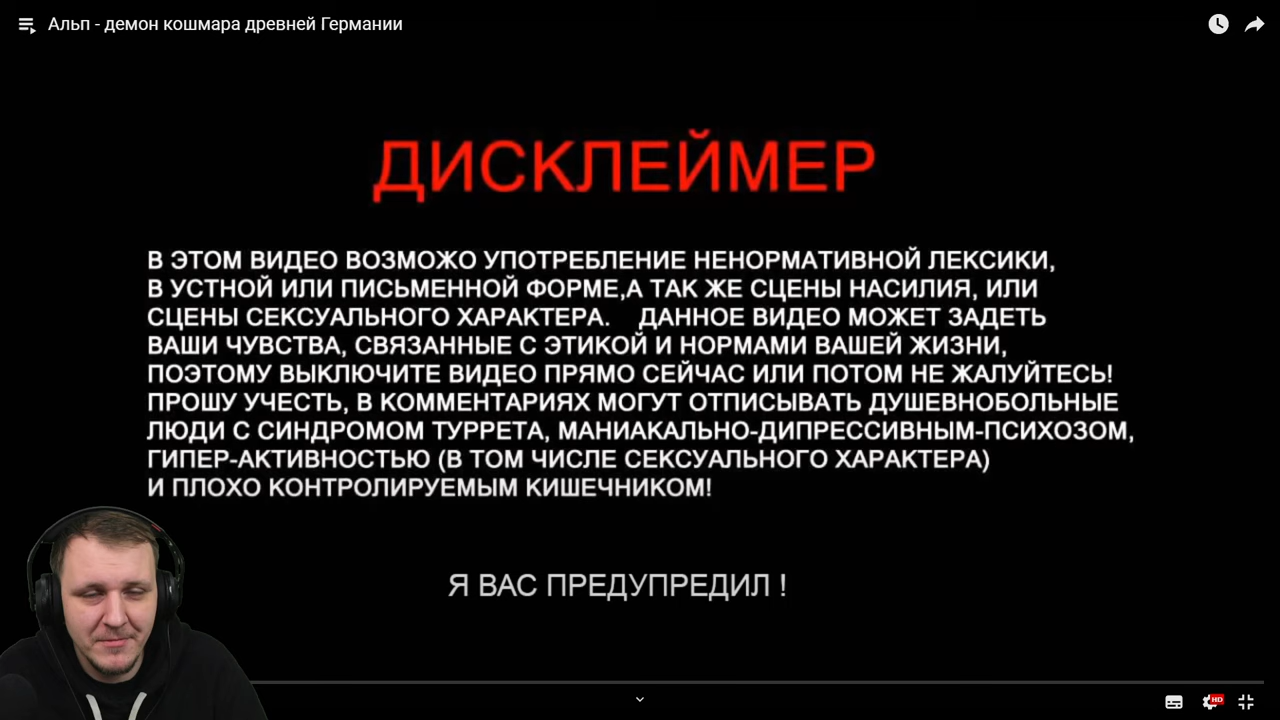 Альп - демон кошмара древней Германии
ДИСКЛЕЙМЕР
В ЭТОМ ВИДЕО ВОЗМОЖО УПОТРЕБЛЕНИЕ НЕНОРМАТИВНОЙ ЛЕКСИКИ,
В УСТНОЙ ИЛИ ПИСЬМЕННОЙ ФОРМЕ,А ТАК ЖЕ СЦЕНЫ НАСИЛИЯ, ИЛИ
СЦЕНЫ СЕКСУАЛЬНОГО ХАРАКТЕРА. ДАННОЕ ВИДЕО МОЖЕТ ЗАДЕТЬ
ВАШИ ЧУВСТВА, СВЯЗАННЫЕ С ЭТИКОЙ И НОРМАМИ ВАШЕЙ ЖИЗНИ,
ПОЭТОМУ ВЫКЛЮЧИТЕ ВИДЕО ПРЯМО СЕЙЧАС ИЛИ ПОТОМ НЕ ЖАЛУЙТЕСЬ!
ПРОШУ УЧЕСТЬ, В КОММЕНТАРИЯХ МОГУТ ОТПИСЫВАТЬ ДУШЕВНОБОЛЬНЫЕ
ЛЮДИ С СИНДРОМОМ ТУРРЕТА, МАНИАКАЛЬНО-ДИПРЕССИВНЫМ-ПСИХОЗОМ,
ГИПЕР-АКТИВНОСТЬЮ (В ТОМ ЧИСЛЕ СЕКСУАЛЬНОГО ХАРАКТЕРА)
И ПЛОХО КОНТРОЛИРУЕМЫМ КИШЕЧНИКОМ!
Я ВАС ПРЕДУПРЕДИЛ !
HD